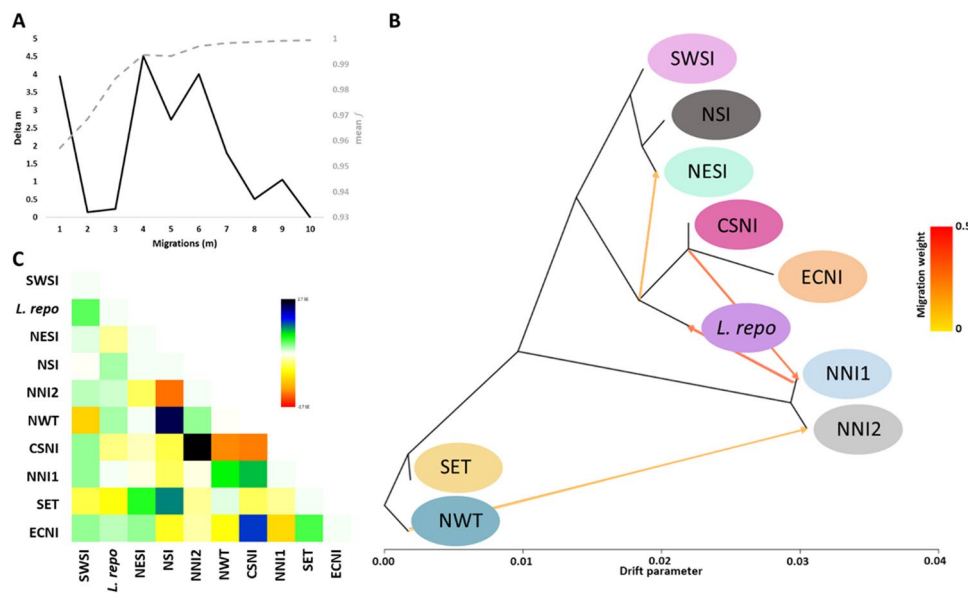 A
5
4.5
4
3.5
3
2.5
2
1.5
1
0.5
0
1
0.99
0.98
0.97
0.96
0.95
0.94
0.93
Delta m
mean ∫
1 2 3 4 5 6 7 8 9 10
Migrations (m)
B
SWSI
NSI
NESI
CSNI
ECNI
L. repo
NNI1
NNI2
SET
NWT
0.00 0.01 0.02 0.03 0.04
Drift parameter
0.5
0
Migration weight
C
SWSI
L. repo
NESI
NSI
NNI2
NWT
CSNI
NNI1
SET
ECNI
SWSI L. repo NESI NSI NNI2 NWT CSNI NNI1 SET ECNI